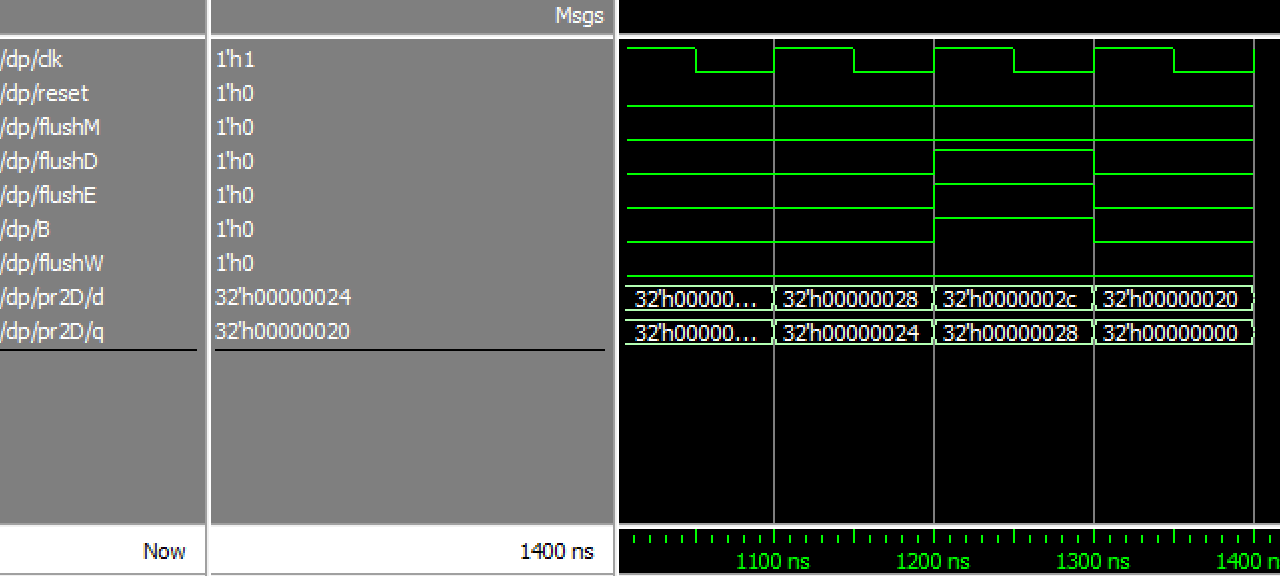 Msgs
/dp/clk 1'h1
/dp/reset 1'h0
/dp/flushM 1'h0
/dp/flushD 1'h0
/dp/flushE 1'h0
/dp/B 1'h0
/dp/flushW 1'h0
/dp/pr2D/d 32'h00000024 32'h00000... 32'h00000028 32'h0000002c 32'h00000020
/dp/pr2D/q 32'h00000020 32'h00000... 32'h00000024 32'h00000028 32'h00000000
Now 1400 ns 1100 ns 1200 ns 1300 ns 1400 n